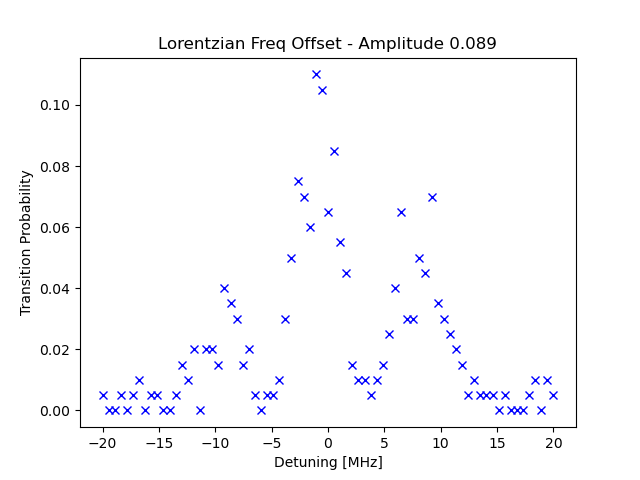 Lorentzian Freq Offset - Amplitude 0.089
Transition Probability
0.10
0.08
0.06
0.04
0.02
0.00
−20 −15 −10 −5 0 5 10 15 20
Detuning [MHz]